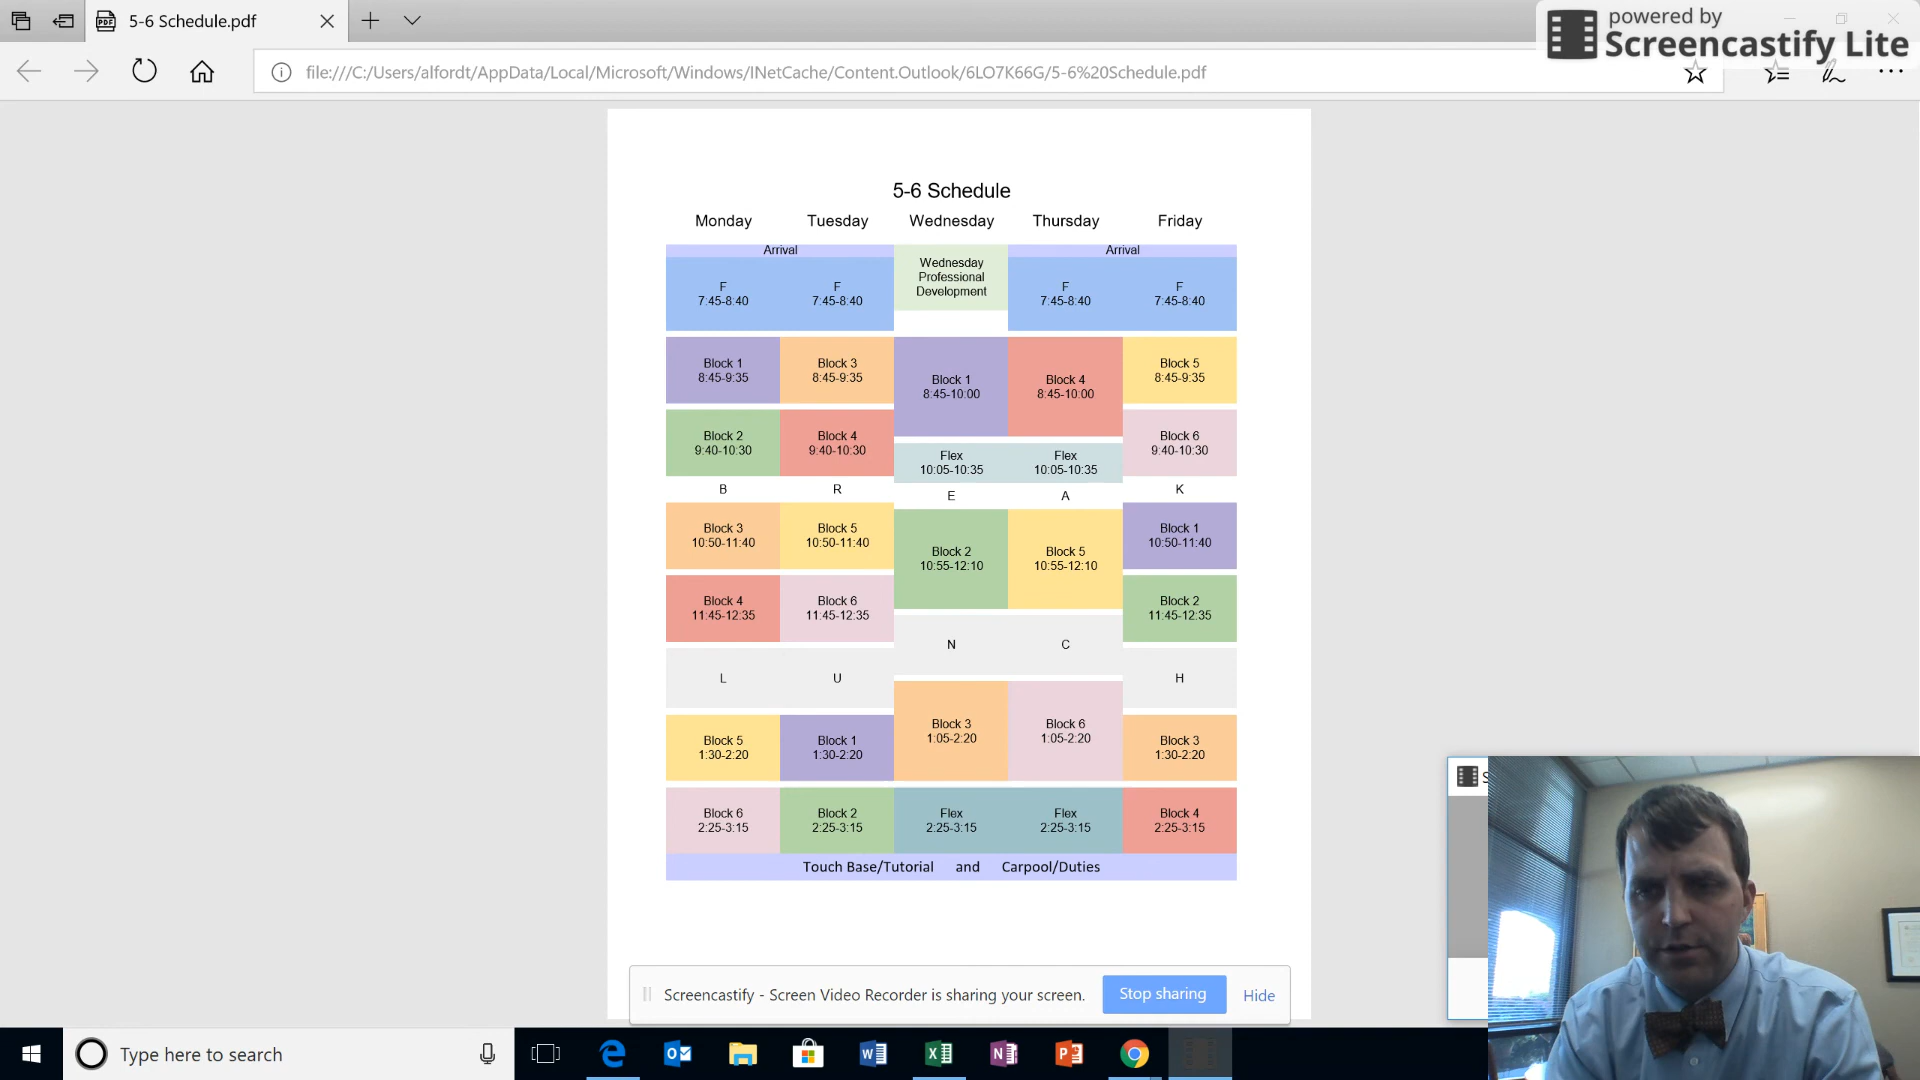 5-6 Schedule.pdf
powered by
Screencastify Lite
file:///C:/Users/alfordt/AppData/Local/Microsoft/Windows/INetCache/Content.Outlook/6LO7K66G/5-6%20Schedule.pdf
5-6 Schedule
Monday Tuesday Wednesday Thursday Friday
Arrival Arrival
Wednesday
Professional
Development
F F F F
7:45-8:40 7:45-8:40 7:45-8:40 7:45-8:40
Block 1 Block 3 Block 5
8:45-9:35 8:45-9:35 8:45-9:35
Block 1 Block 4
8:45-10:00 8:45-10:00
Block 2 Block 4 Block 6
9:40-10:30 9:40-10:30 9:40-10:30
Flex Flex
10:05-10:35 10:05-10:35
B R E A K
Block 3 Block 5 Block 1
10:50-11:40 10:50-11:40 10:50-11:40
Block 2 Block 5
10:55-12:10 10:55-12:10
Block 4 Block 6 Block 2
11:45-12:35 11:45-12:35 11:45-12:35
L U N C H
Block 3 Block 6
1:05-2:20 1:05-2:20
Block 5 Block 1 Block 3
1:30-2:20 1:30-2:20 1:30-2:20
Block 6 Block 2 Flex Flex Block 4
2:25-3:15 2:25-3:15 2:25-3:15 2:25-3:15 2:25-3:15
Touch Base/Tutorial and Carpool/Duties
Screencastify - Screen Video Recorder is sharing your screen. Stop sharing Hide
Type here to search